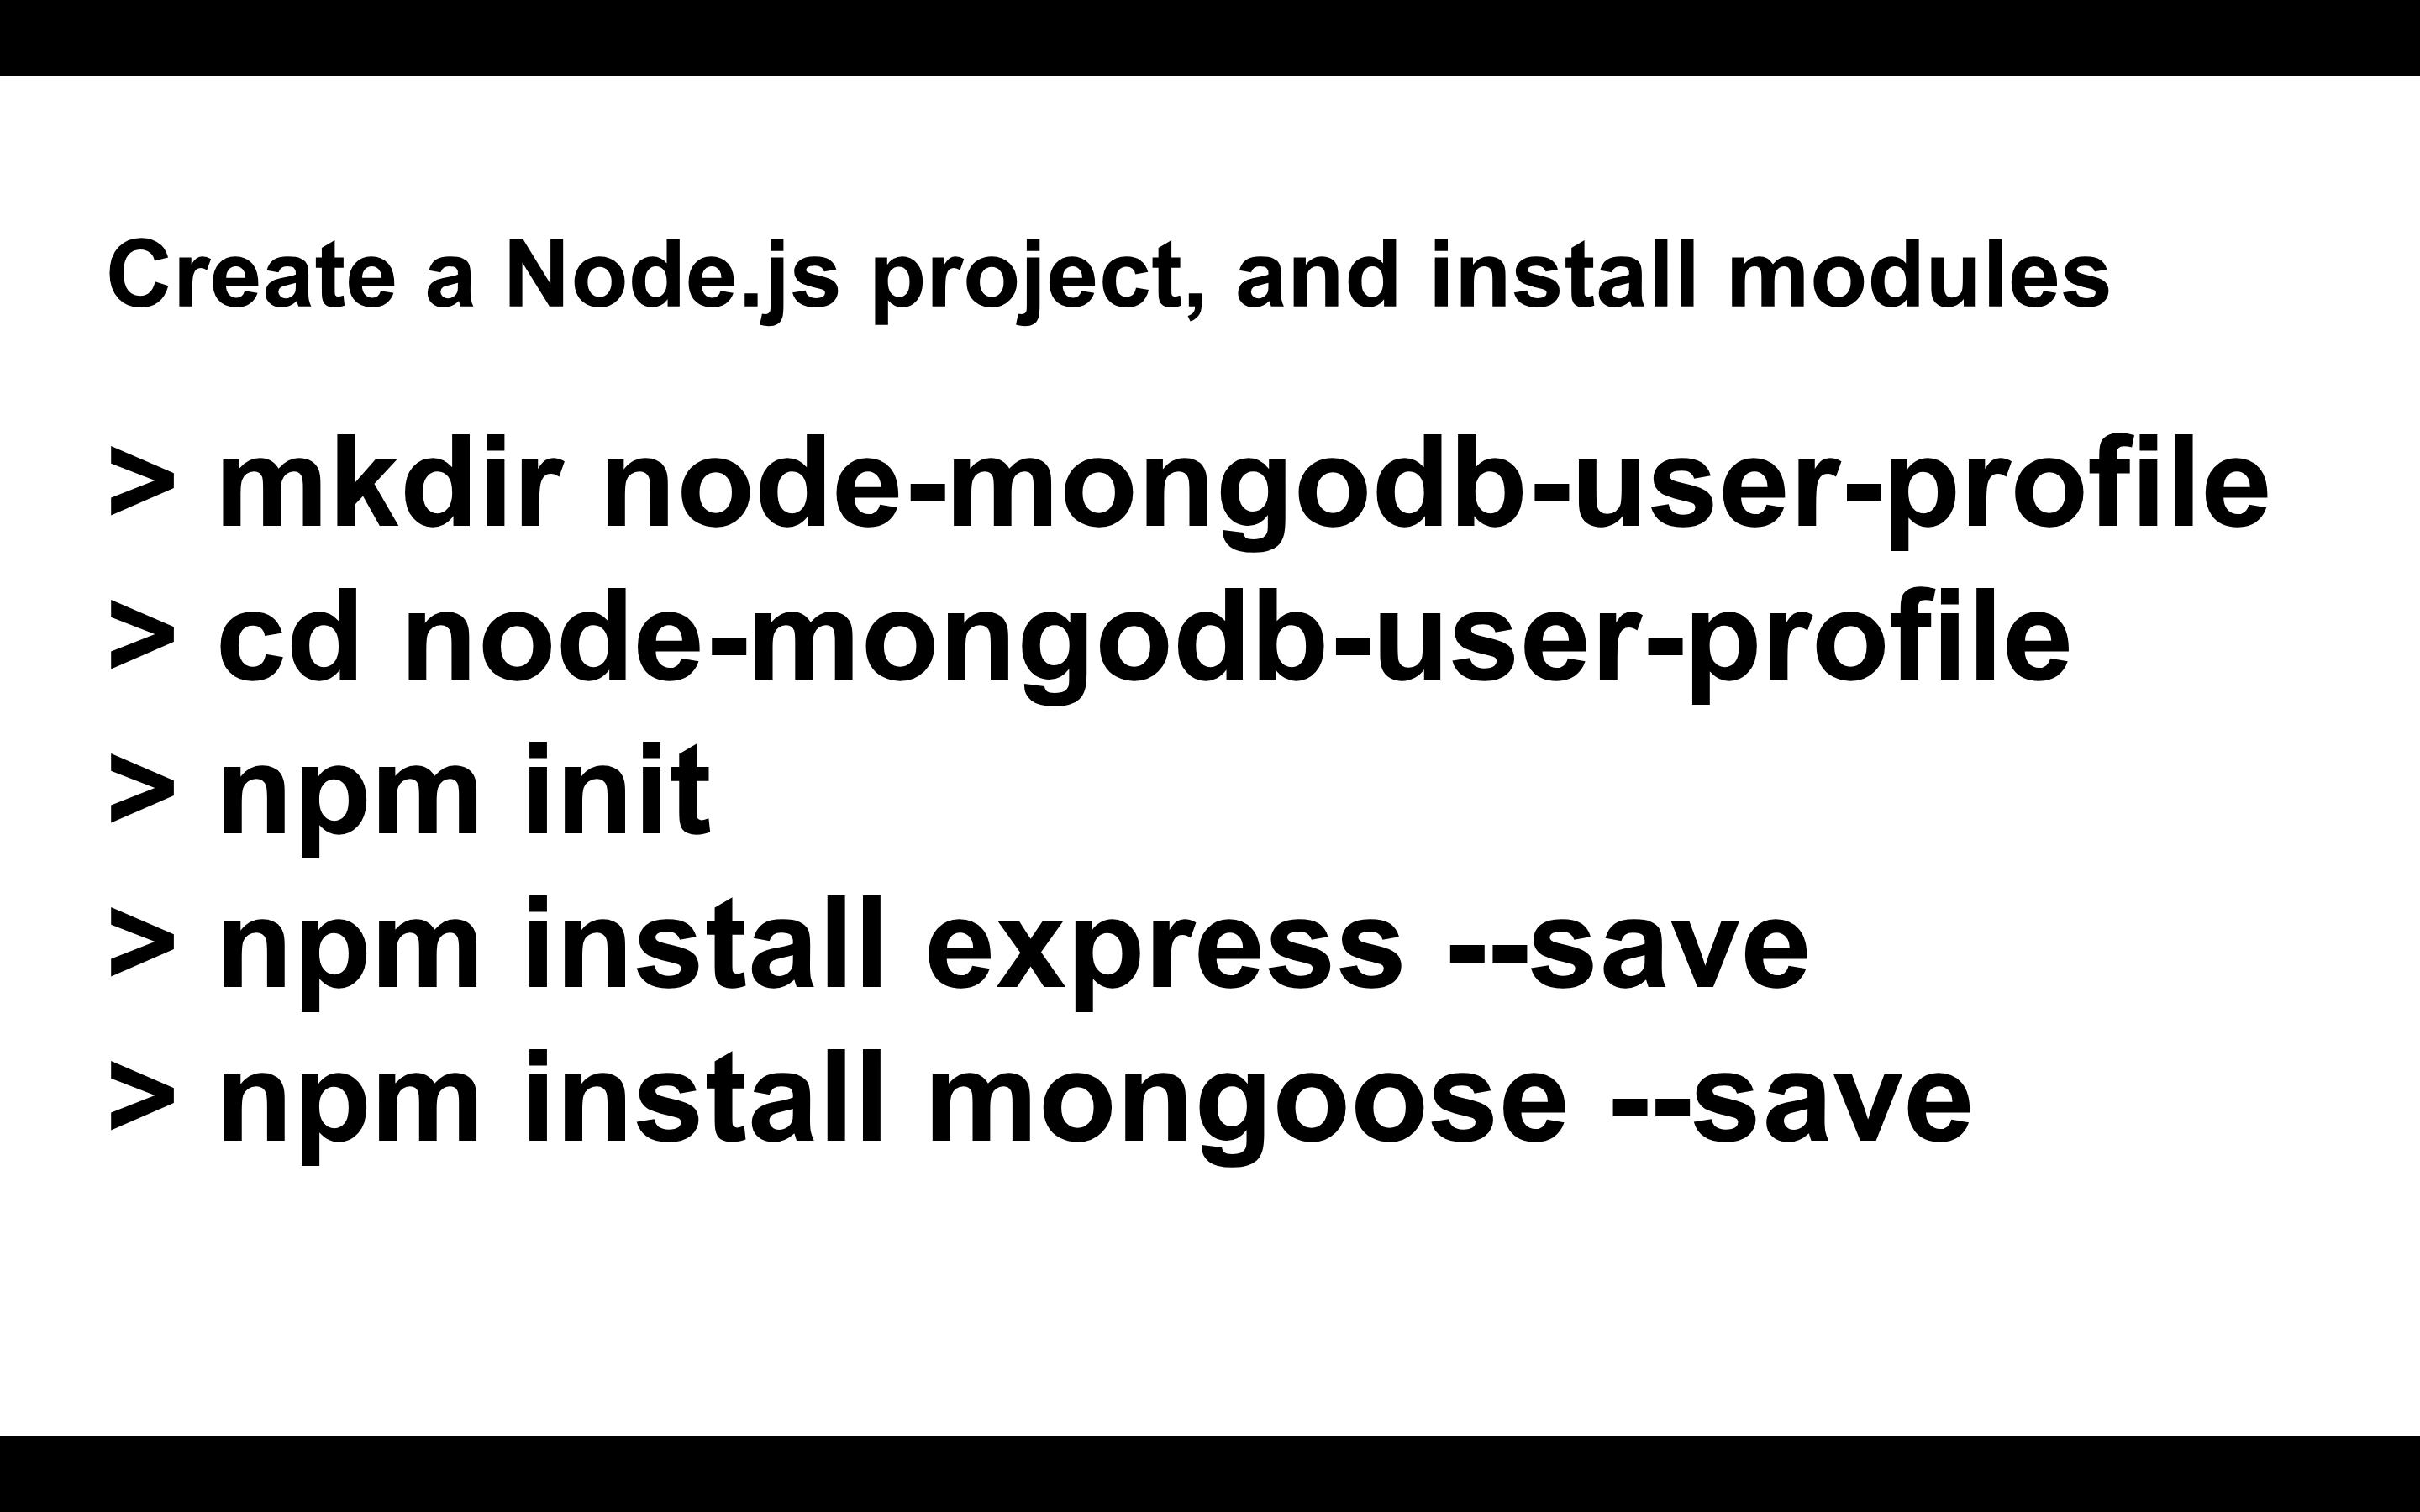 Create a Node.js project, and install modules
> mkdir node-mongodb-user-profile
> cd node-mongodb-user-profile
> npm init
> npm install express --save
> npm install mongoose --save